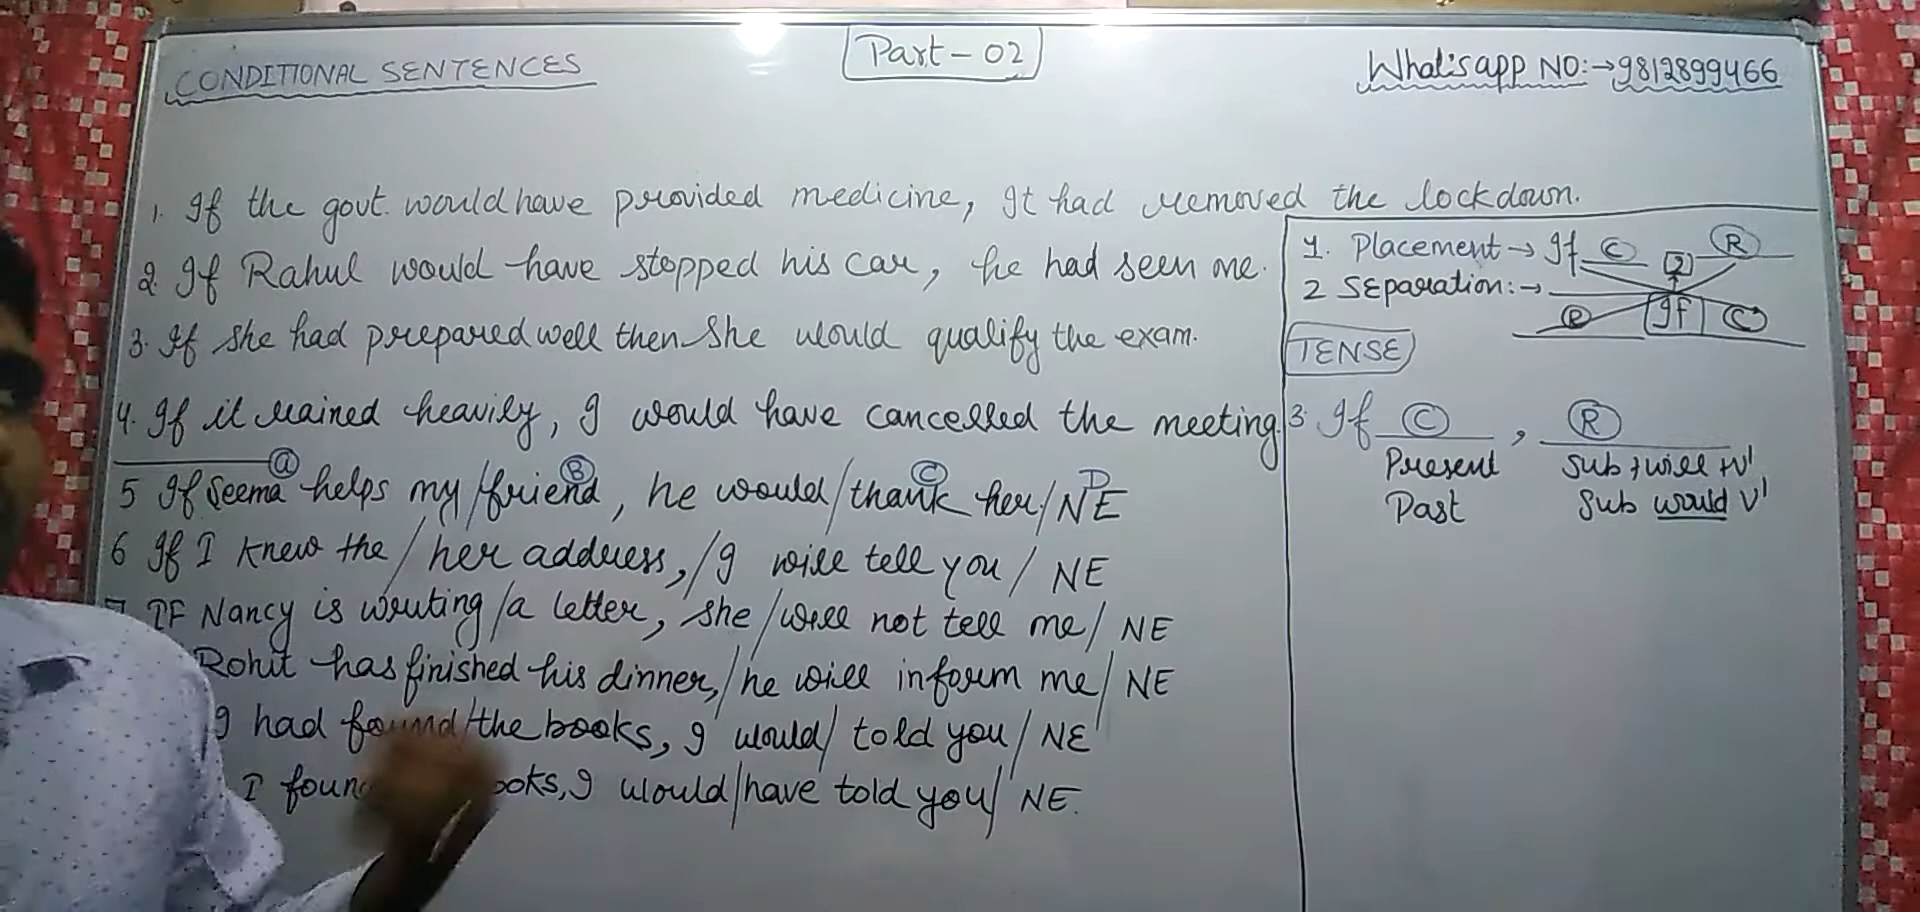 CONDITIONAL SENTENCES
Part - 02
Whatsapp NO:→ 9812899466
1. If the govt. would have provided medicine, It had removed the lockdown.
2. If Rahul would have stopped his car, he had seen me.
3. If she had prepared well then She would qualify the exam.
4. If it rained heavily, I would have cancelled the meeting
5 If Seema (a) helps my / friend (B), he would / thank (C) her / NE D
6 If I knew the / her address, / I will tell you / NE
7 IF Nancy is writing / a letter, she / will not tell me / NE
Rohit has finished his dinner, / he will inform me / NE
I had found / the books, I would / told you / NE
I foun ooks, I would / have told you / NE.
1. Placement → If C , R
2 SEparation:→
R If C
TENSE
3. If C , R
Present Sub + will + V1
Past Sub would V1